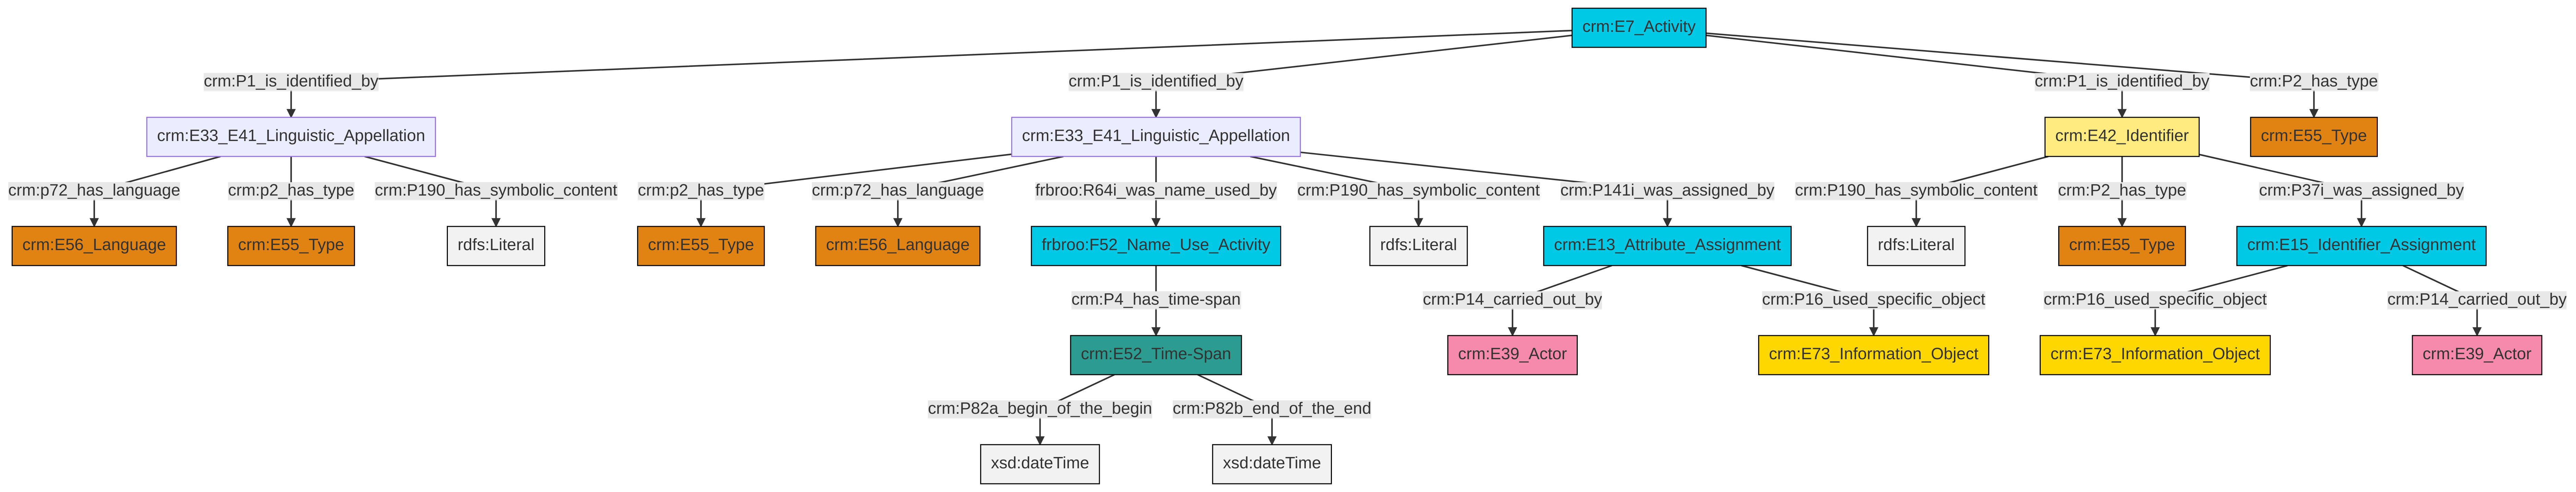 crm:E7_Activity
crm:P1_is_identified_by
crm:P1_is_identified_by
crm:P1_is_identified_by
crm:P2_has_type
crm:E33_E41_Linguistic_Appellation
crm:E33_E41_Linguistic_Appellation
crm:E42_Identifier
crm:E55_Type
crm:p72_has_language
crm:p2_has_type
crm:P190_has_symbolic_content
crm:p2_has_type
crm:p72_has_language
frbroo:R64i_was_name_used_by
crm:P190_has_symbolic_content
crm:P141i_was_assigned_by
crm:P190_has_symbolic_content
crm:P2_has_type
crm:P37i_was_assigned_by
crm:E56_Language
crm:E55_Type
rdfs:Literal
crm:E55_Type
crm:E56_Language
frbroo:F52_Name_Use_Activity
rdfs:Literal
crm:E13_Attribute_Assignment
rdfs:Literal
crm:E55_Type
crm:E15_Identifier_Assignment
crm:P4_has_time-span
crm:P14_carried_out_by
crm:P16_used_specific_object
crm:P16_used_specific_object
crm:P14_carried_out_by
crm:E52_Time-Span
crm:E39_Actor
crm:E73_Information_Object
crm:E73_Information_Object
crm:E39_Actor
crm:P82a_begin_of_the_begin
crm:P82b_end_of_the_end
xsd:dateTime
xsd:dateTime